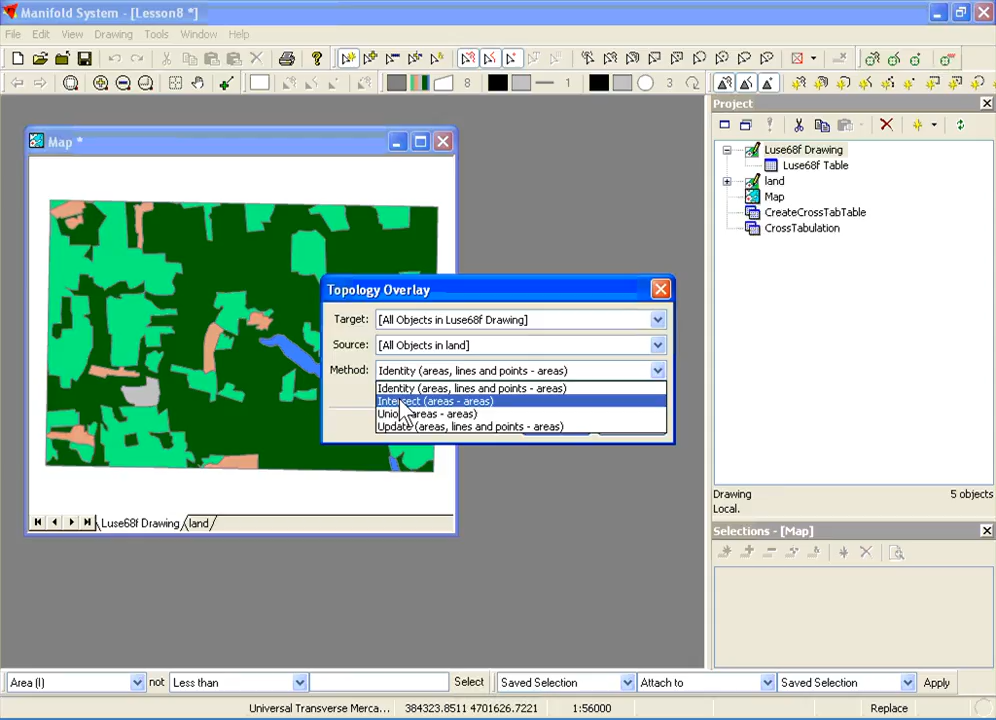 Manifold System - [Lesson8 *]
File Edit View Drawing Tools Window Help
8 1 3
Project
Map *
Luse68f Drawing
Luse68f Table
land
Map
CreateCrossTabTable
CrossTabulation
Topology Overlay
Target: [All Objects in Luse68f Drawing]
Source: [All Objects in land]
Method: Identity (areas, lines and points - areas)
Identity (areas, lines and points - areas)
Intersect (areas - areas)
Union (areas - areas)
Update (areas, lines and points - areas)
Drawing 5 objects
Local.
Luse68f Drawing land
Selections - [Map]
Area (I) not Less than Select Saved Selection Attach to Saved Selection Apply
Universal Transverse Merca... 384323.8511 4701626.7221 1:56000 Replace